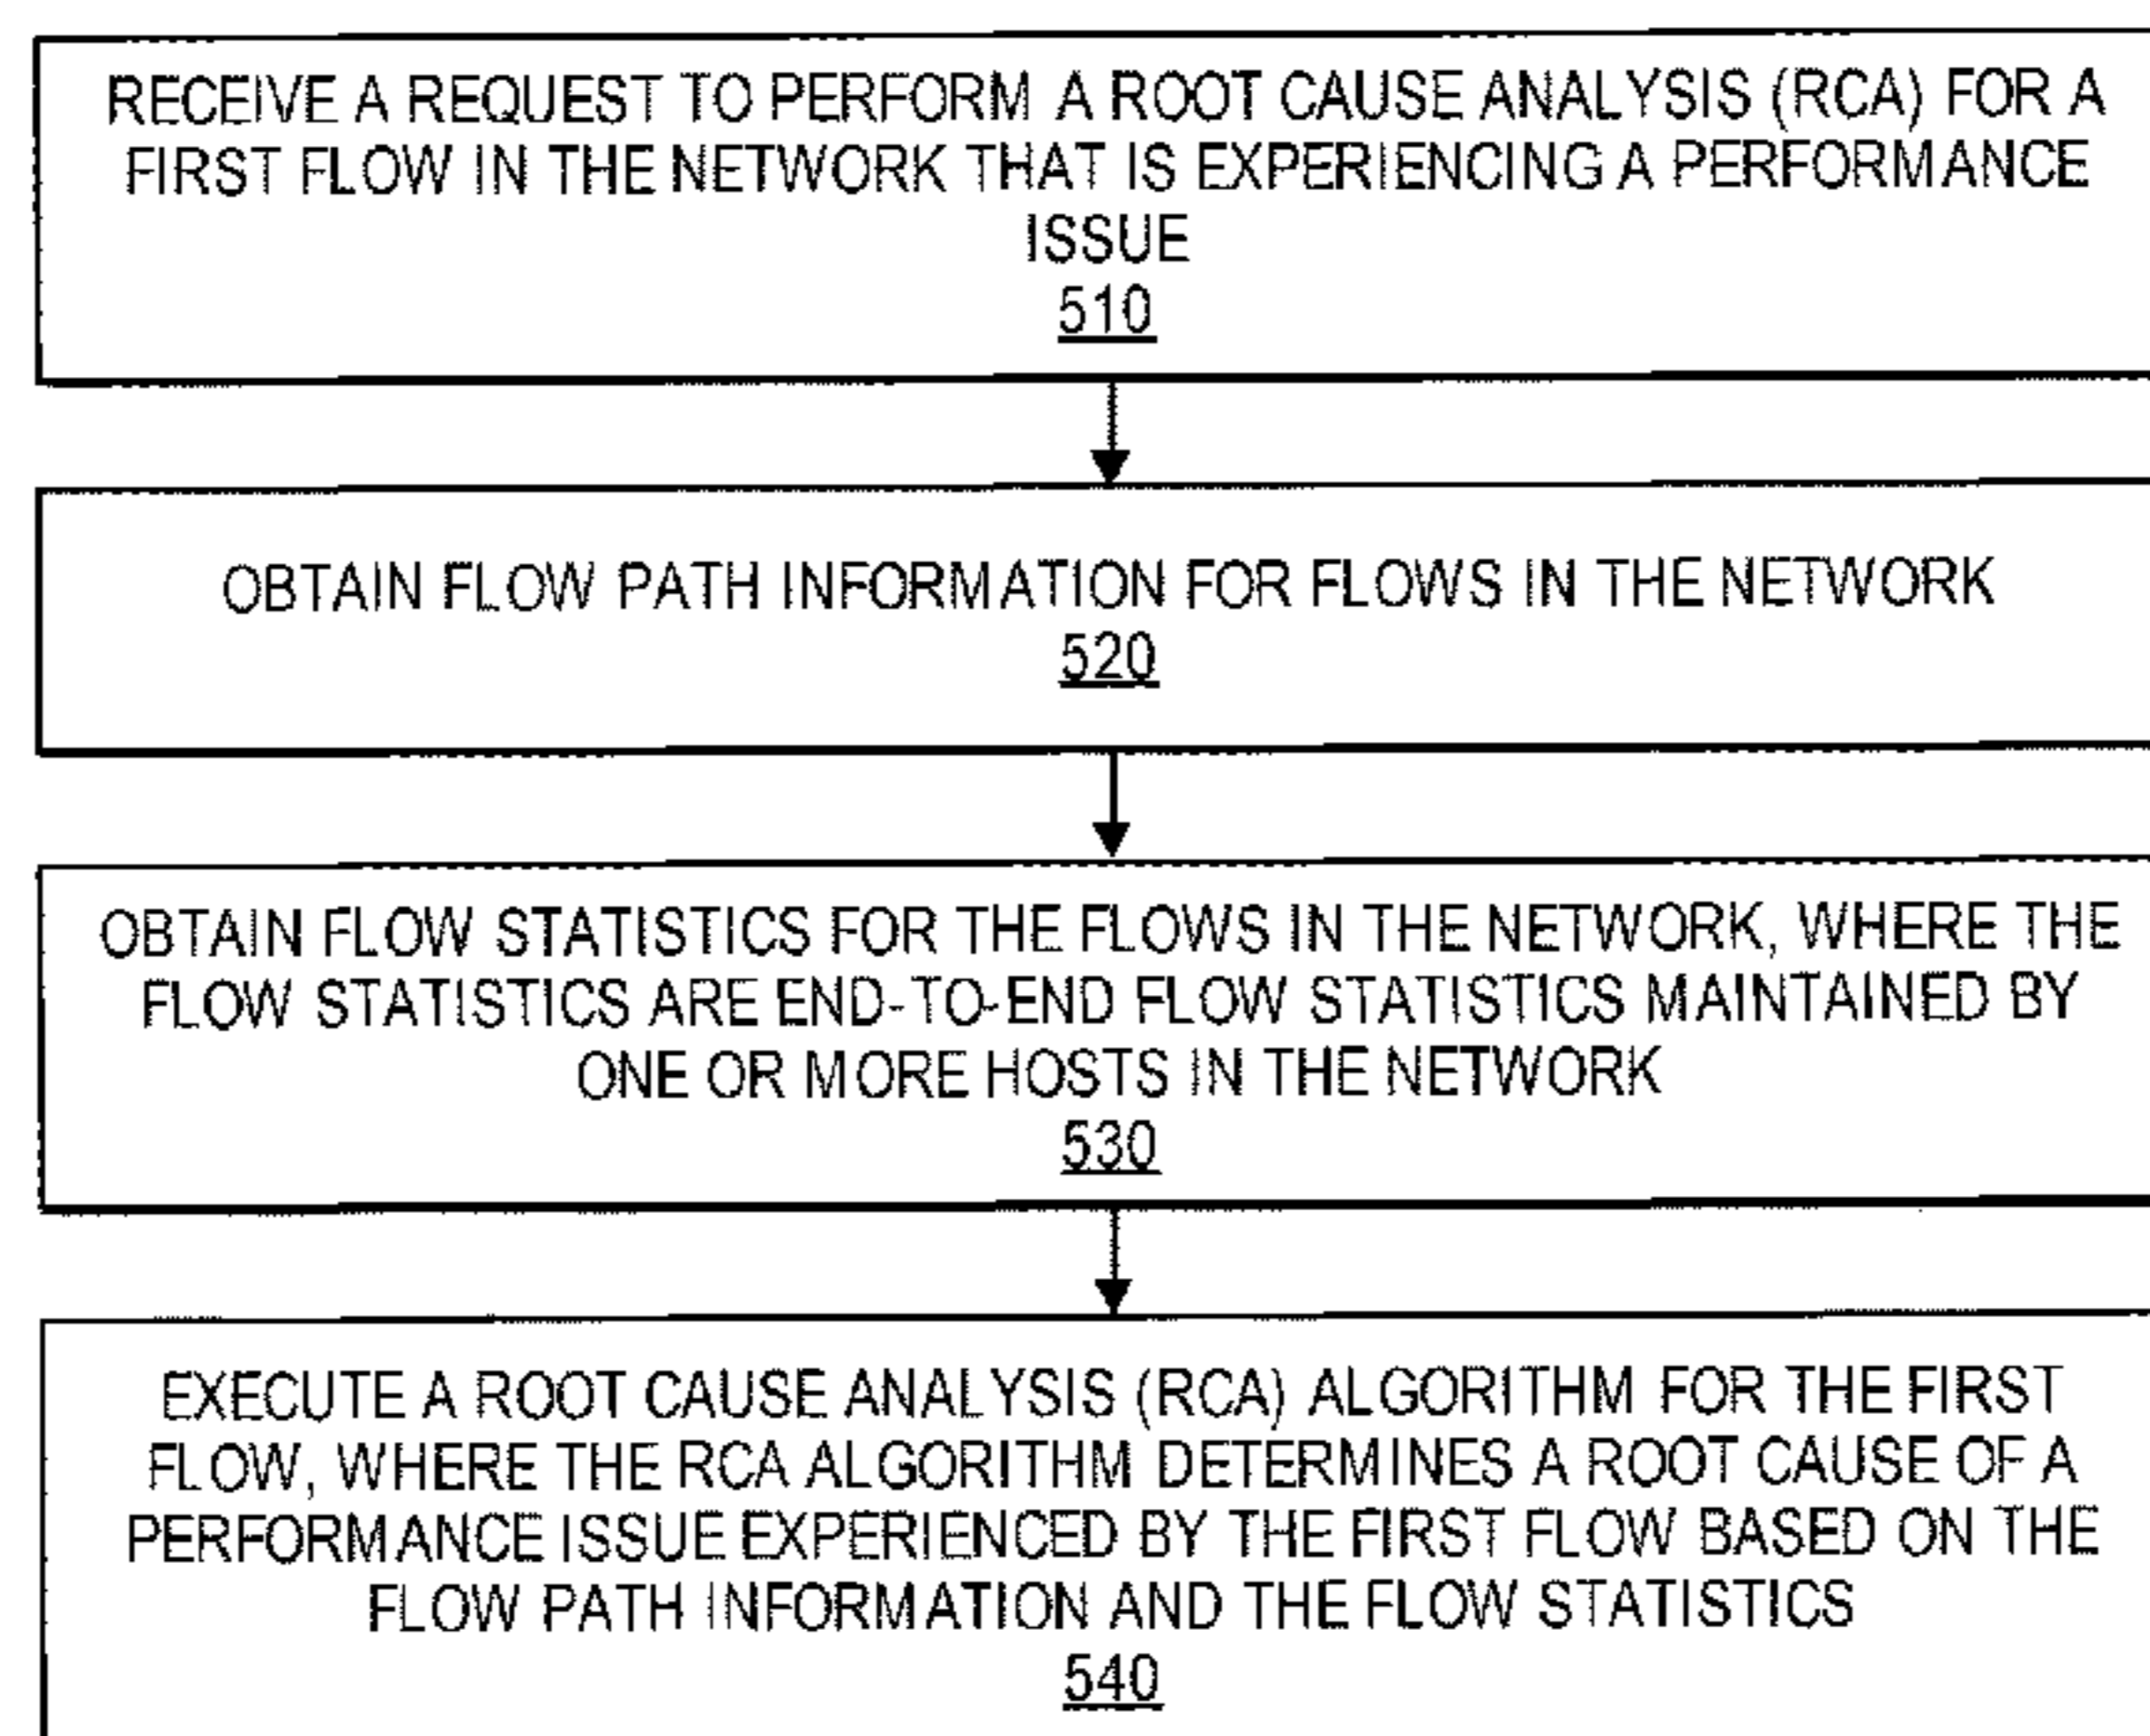 RECEIVE A REQUEST TO PERFORM A ROOT CAUSE ANALYSIS (RCA) FOR A
FIRST FLOW IN THE NETWORK THAT IS EXPERIENCING A PERFORMANCE
ISSUE
510
OBTAIN FLOW PATH INFORMATION FOR FLOWS IN THE NETWORK
520
OBTAIN FLOW STATISTICS FOR THE FLOWS IN THE NETWORK, WHERE THE
FLOW STATISTICS ARE END-TO-END FLOW STATISTICS MAINTAINED BY
ONE OR MORE HOSTS IN THE NETWORK
530
EXECUTE A ROOT CAUSE ANALYSIS (RCA) ALGORITHM FOR THE FIRST
FLOW, WHERE THE RCA ALGORITHM DETERMINES A ROOT CAUSE OF A
PERFORMANCE ISSUE EXPERIENCED BY THE FIRST FLOW BASED ON THE
FLOW PATH INFORMATION AND THE FLOW STATISTICS
540